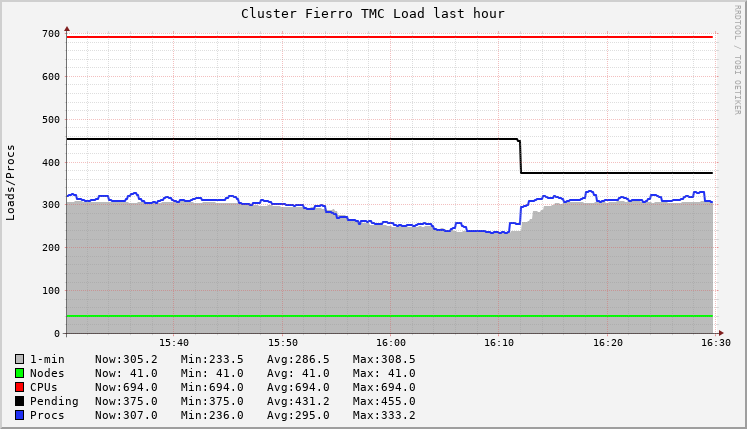 Cluster Fierro TMC Load last hour
RRDTOOL / TOBI OETIKER
Loads/Procs
700
600
500
400
300
200
100
0
15:40 15:50 16:00 16:10 16:20 16:30
1-min Now:305.2 Min:233.5 Avg:286.5 Max:308.5
Nodes Now: 41.0 Min: 41.0 Avg: 41.0 Max: 41.0
CPUs Now:694.0 Min:694.0 Avg:694.0 Max:694.0
Pending Now:375.0 Min:375.0 Avg:431.2 Max:455.0
Procs Now:307.0 Min:236.0 Avg:295.0 Max:333.2